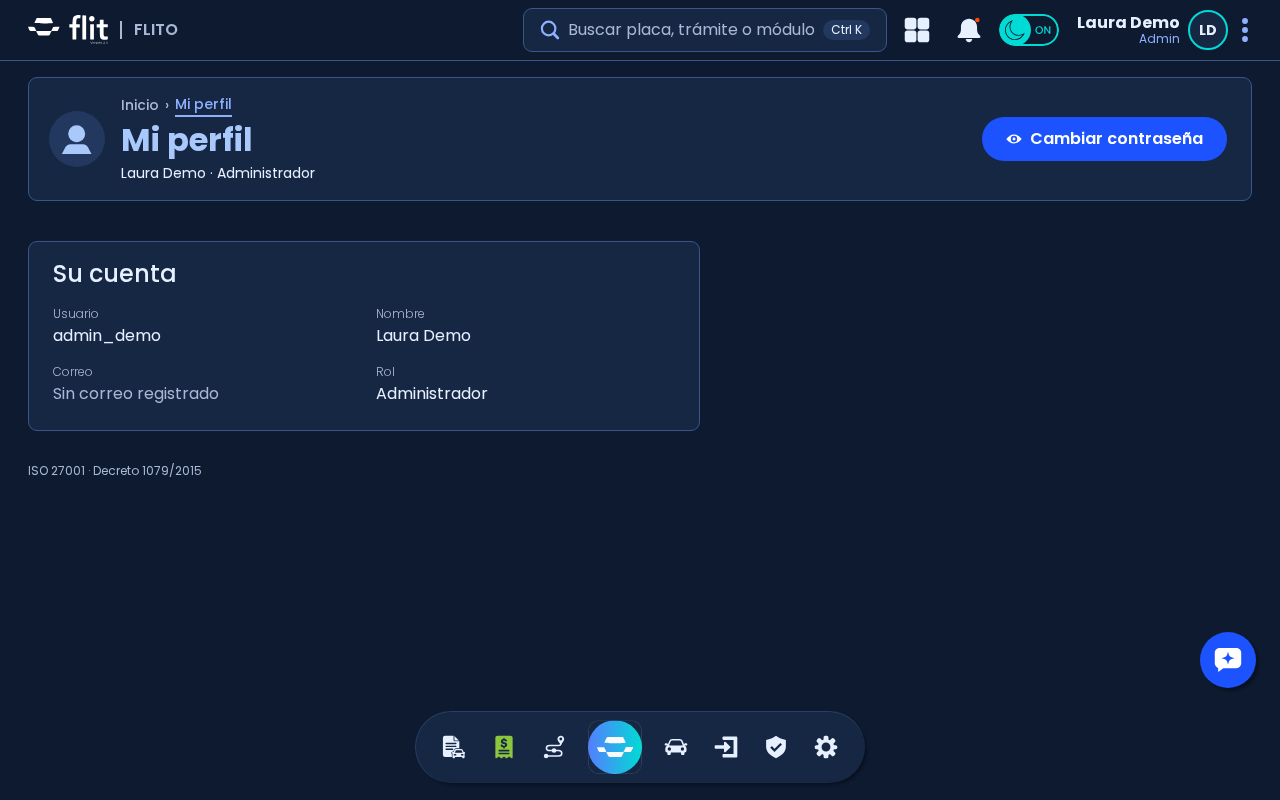 flit | FLITO
Buscar placa, trámite o módulo Ctrl K
ON
Laura Demo
Admin
LD
Inicio › Mi perfil
Mi perfil
Laura Demo · Administrador
Cambiar contraseña
Su cuenta
Usuario
admin_demo
Nombre
Laura Demo
Correo
Sin correo registrado
Rol
Administrador
ISO 27001 · Decreto 1079/2015